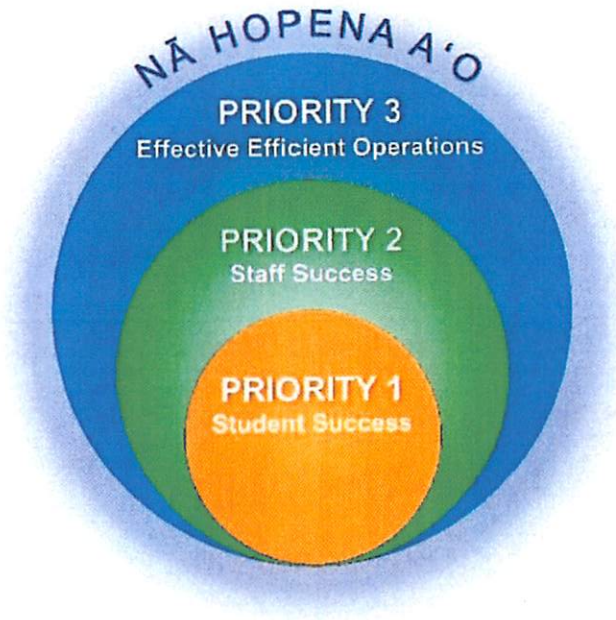 NĀ HOPENA AʻO
PRIORITY 3
Effective Efficient Operations
PRIORITY 2
Staff Success
PRIORITY 1
Student Success